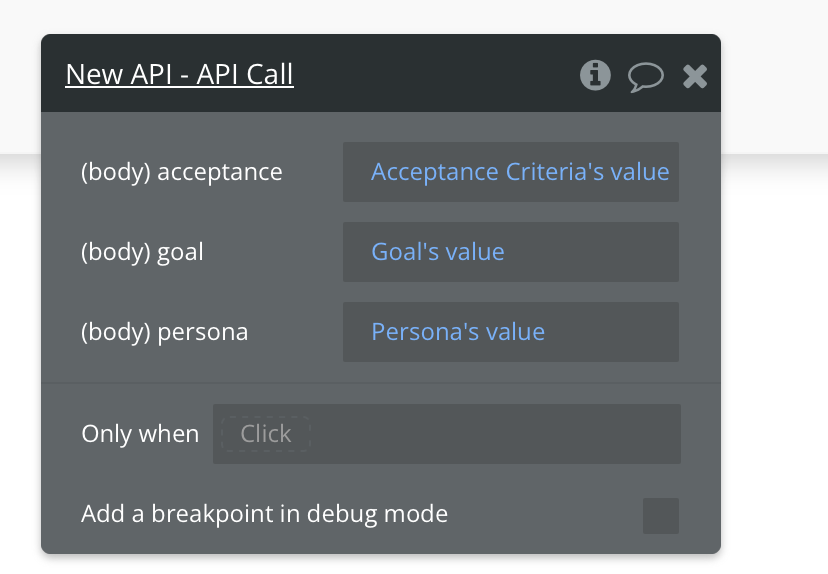 New API - API Call
(body) acceptance
Acceptance Criteria's value
(body) goal
Goal's value
(body) persona
Persona's value
Only when
Click
Add a breakpoint in debug mode